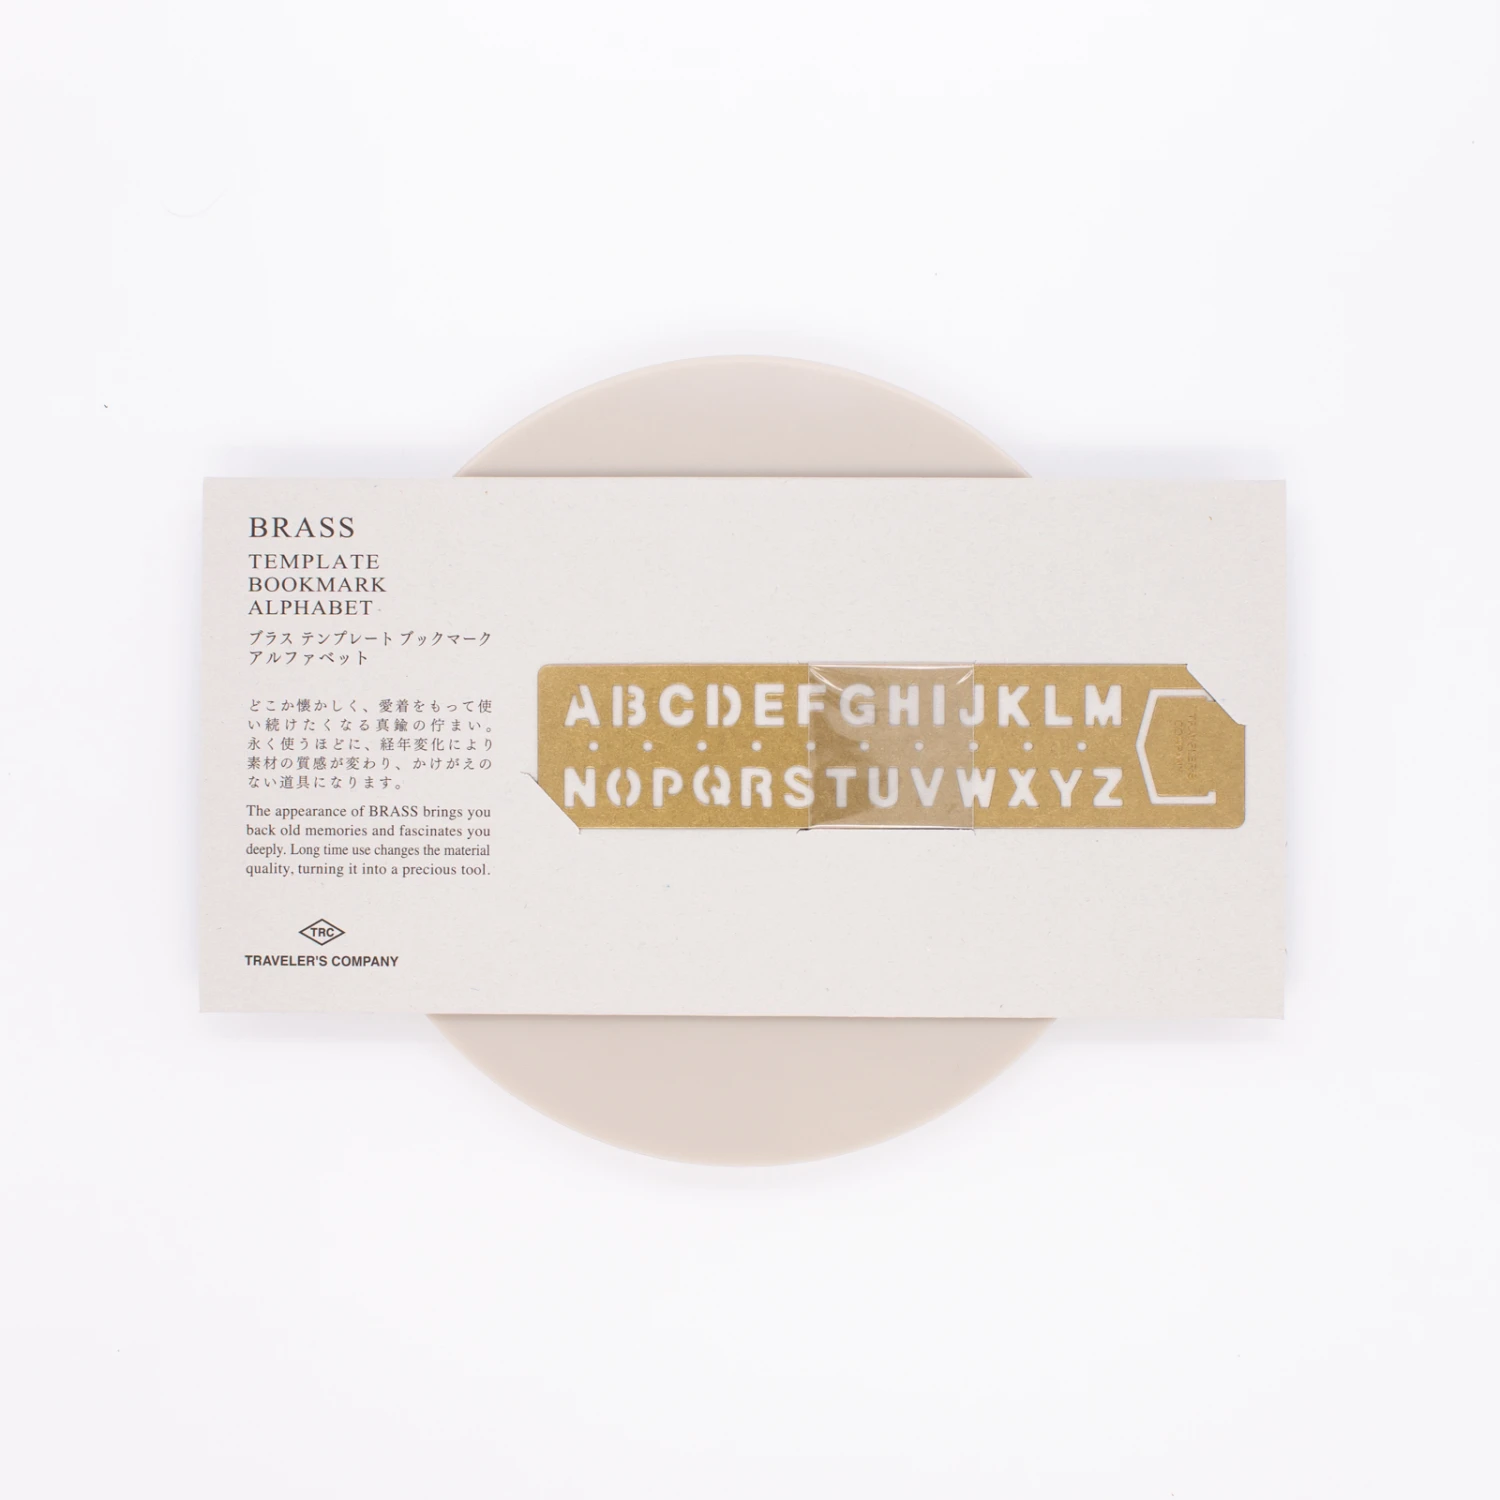 BRASS
TEMPLATE
BOOKMARK
ALPHABET
ブラス テンプレート ブックマーク
アルファベット
どこか懐かしく、愛着をもって使
い続けたくなる真鍮の佇まい。
永く使うほどに、経年変化により
素材の質感が変わり、かけがえの
ない道具になります。
The appearance of BRASS brings you
back old memories and fascinates you
deeply. Long time use changes the material
quality, turning it into a precious tool.
TRC
TRAVELER'S COMPANY
ABCDEFGHIJKLM
NOPQRSTUVWXYZ